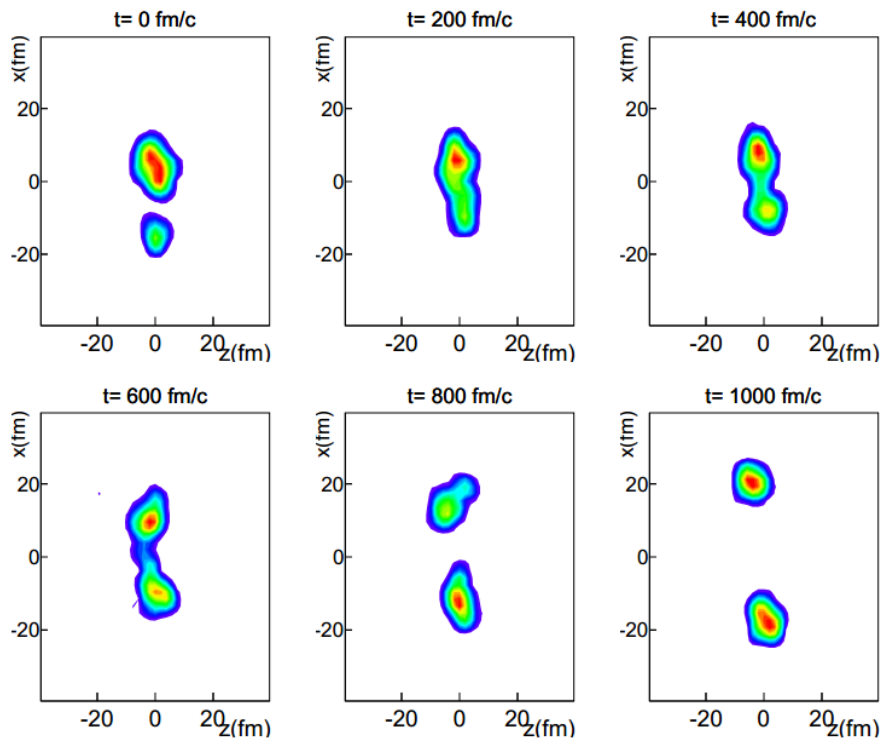 t= 0 fm/c
t= 200 fm/c
t= 400 fm/c
x(fm)
x(fm)
x(fm)
20
20
20
0
0
0
-20
-20
-20
-20 0 20 z(fm)
-20 0 20 z(fm)
-20 0 20 z(fm)
t= 600 fm/c
t= 800 fm/c
t= 1000 fm/c
x(fm)
x(fm)
x(fm)
20
20
20
0
0
0
-20
-20
-20
-20 0 20 z(fm)
-20 0 20 z(fm)
-20 0 20 z(fm)